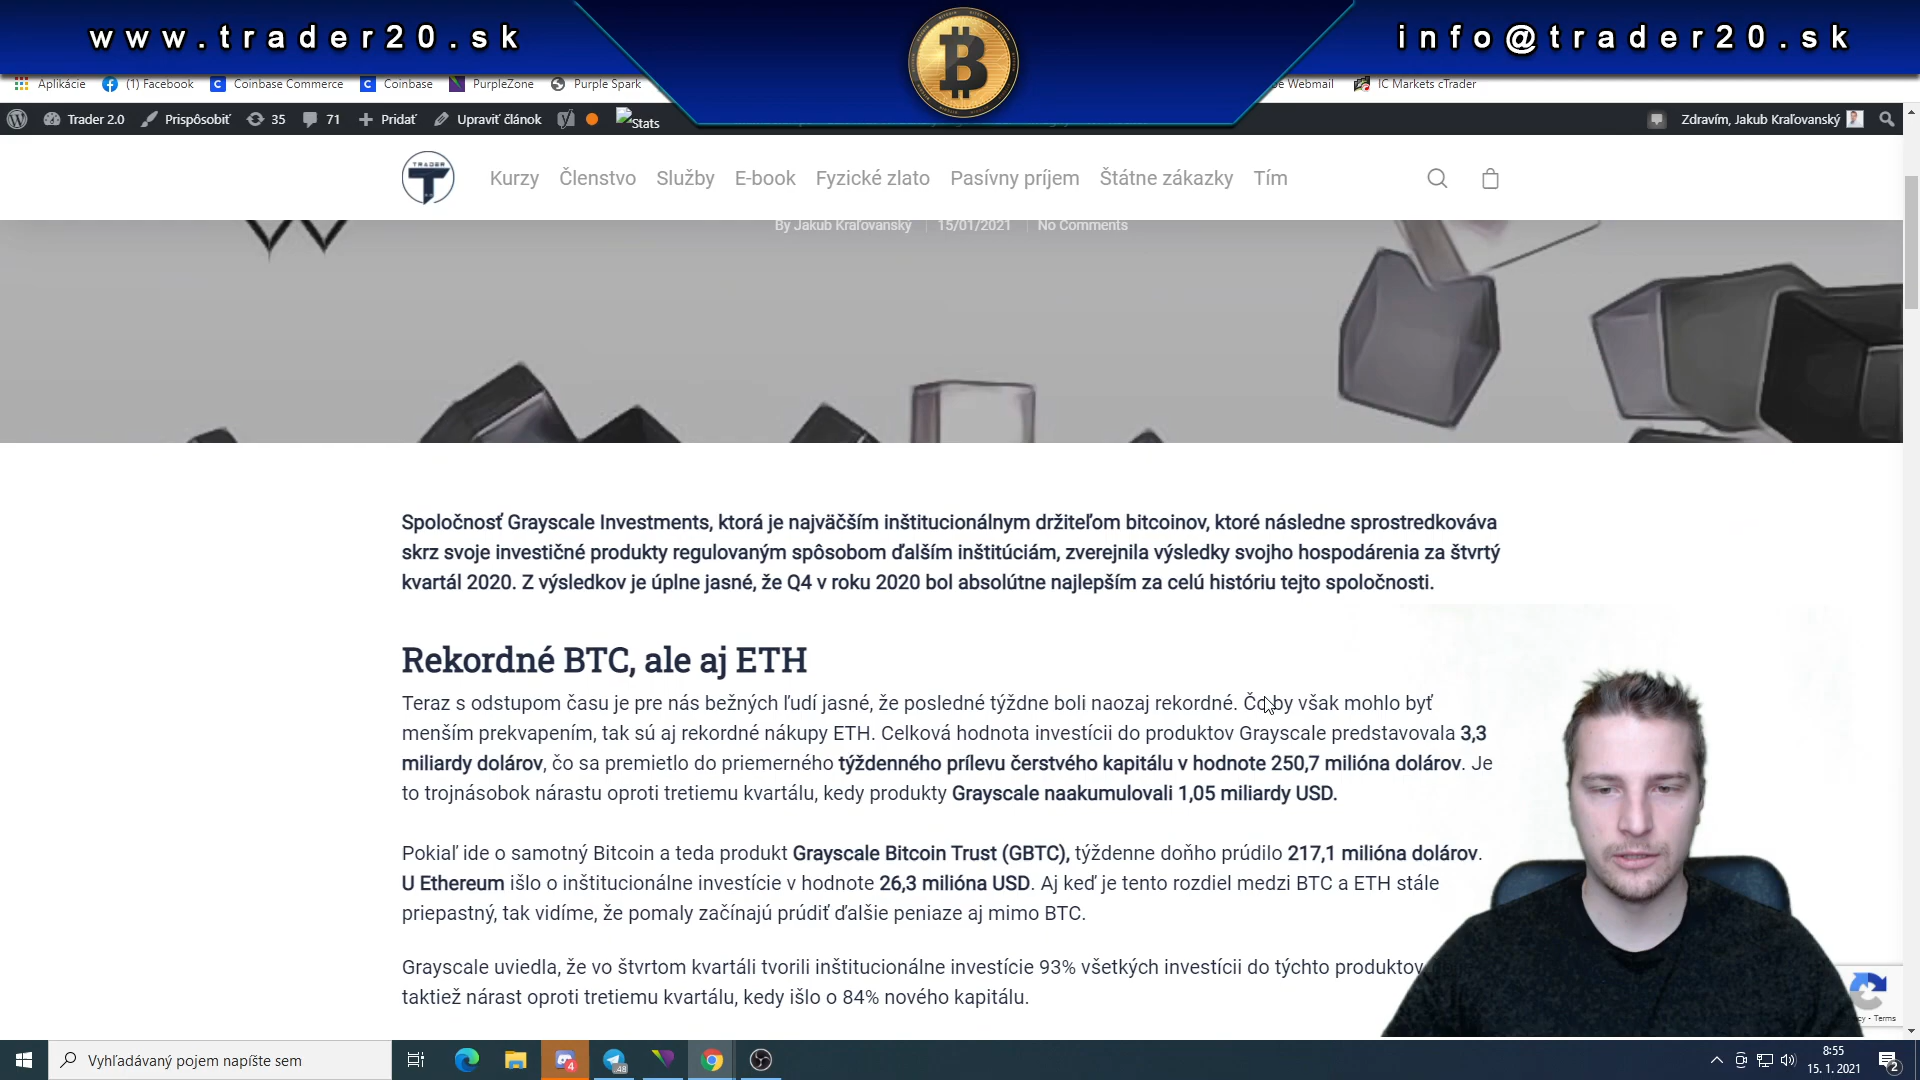 www.trader20.sk
info@trader20.sk
Aplikácie (1) Facebook Coinbase Commerce Coinbase PurpleZone Purple Spark Webmail IC Markets cTrader
Trader 2.0 Prispôsobiť 35 71 Pridať Upraviť článok Stats Zdravím, Jakub Kraľovanský
TRADER
Kurzy Členstvo Služby E-book Fyzické zlato Pasívny príjem Štátne zákazky Tím
By Jakub Kraľovanský 15/01/2021 No Comments
Spoločnosť Grayscale Investments, ktorá je najväčším inštitucionálnym držiteľom bitcoinov, ktoré následne sprostredkováva
skrz svoje investičné produkty regulovaným spôsobom ďalším inštitúciám, zverejnila výsledky svojho hospodárenia za štvrtý
kvartál 2020. Z výsledkov je úplne jasné, že Q4 v roku 2020 bol absolútne najlepším za celú históriu tejto spoločnosti.
Rekordné BTC, ale aj ETH
Teraz s odstupom času je pre nás bežných ľudí jasné, že posledné týždne boli naozaj rekordné. Čo by však mohlo byť
menším prekvapením, tak sú aj rekordné nákupy ETH. Celková hodnota investícii do produktov Grayscale predstavovala 3,3
miliardy dolárov, čo sa premietlo do priemerného týždenného prílevu čerstvého kapitálu v hodnote 250,7 milióna dolárov. Je
to trojnásobok nárastu oproti tretiemu kvartálu, kedy produkty Grayscale naakumulovali 1,05 miliardy USD.
Pokiaľ ide o samotný Bitcoin a teda produkt Grayscale Bitcoin Trust (GBTC), týždenne doňho prúdilo 217,1 milióna dolárov.
U Ethereum išlo o inštitucionálne investície v hodnote 26,3 milióna USD. Aj keď je tento rozdiel medzi BTC a ETH stále
priepastný, tak vidíme, že pomaly začínajú prúdiť ďalšie peniaze aj mimo BTC.
Grayscale uviedla, že vo štvrtom kvartáli tvorili inštitucionálne investície 93% všetkých investícii do týchto produktov
taktiež nárast oproti tretiemu kvartálu, kedy išlo o 84% nového kapitálu.
Terms
Vyhľadávaný pojem napíšte sem 4 48 8:55
15. 1. 2021 2